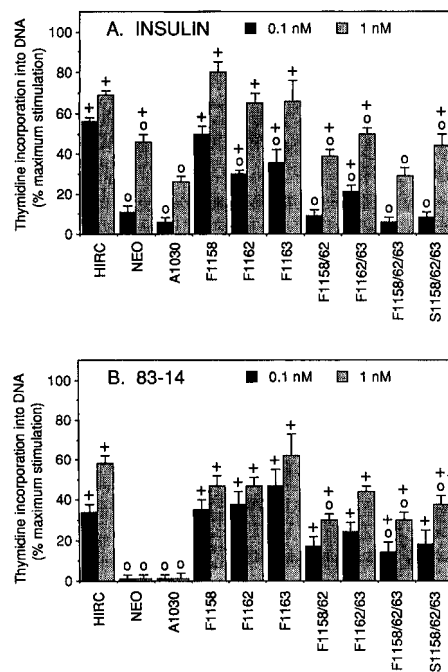 A. INSULIN
0.1 nM
1 nM
Thymidine incorporation into DNA
(% maximum stimulation)
100
80
60
40
20
0
+ + o + o o o + + + o + + o + o + o o + o + o o o + o
HIRC
NEO
A1030
F1158
F1162
F1163
F1158/62
F1162/63
F1158/62/63
S1158/62/63
B. 83-14
0.1 nM
1 nM
Thymidine incorporation into DNA
(% maximum stimulation)
100
80
60
40
20
0
+ + o o o o + + + + + + + + o + + + o + o + + o
HIRC
NEO
A1030
F1158
F1162
F1163
F1158/62
F1162/63
F1158/62/63
S1158/62/63